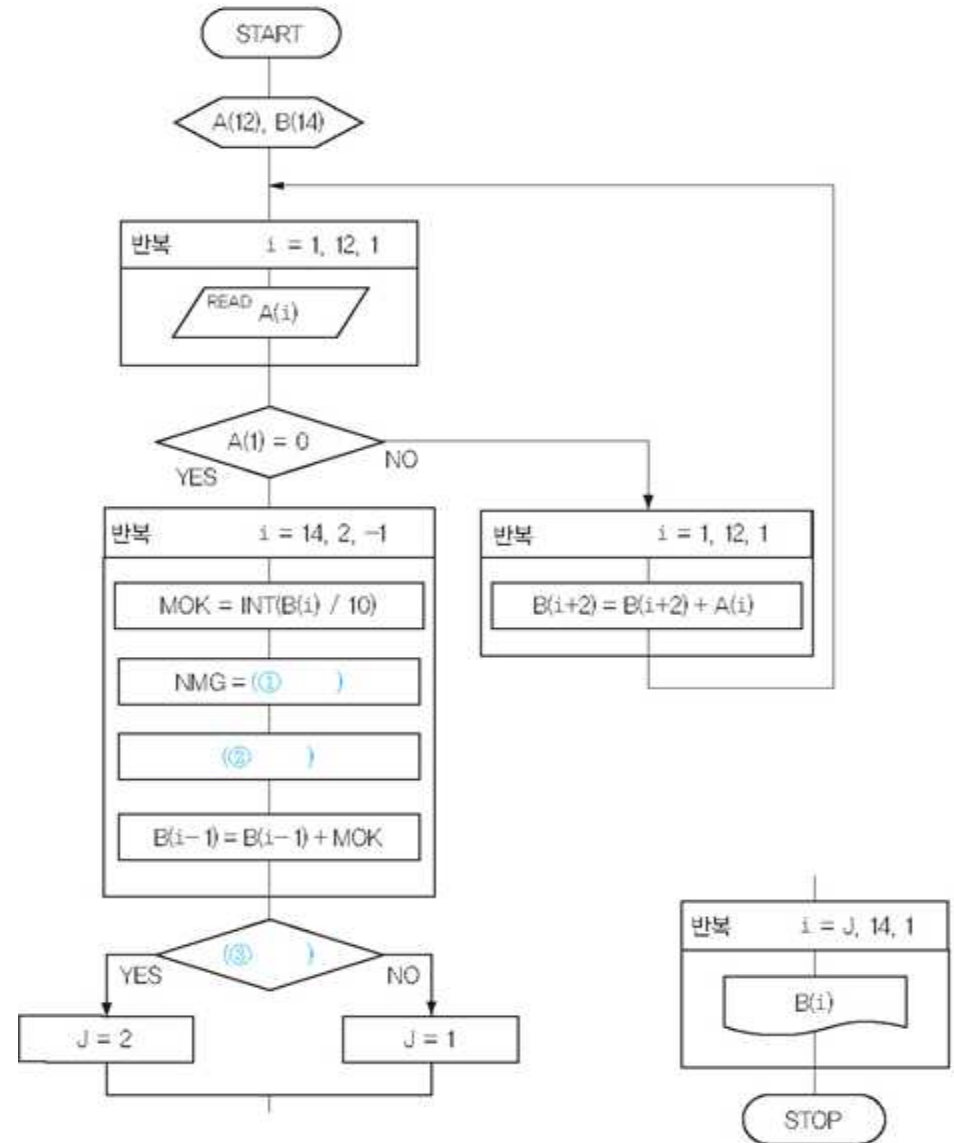 START
A(12), B(14)
반복 i = 1, 12, 1
READ A(i)
A(1) = 0
YES
NO
반복 i = 14, 2, -1
MOK = INT(B(i) / 10)
NMG = (① )
(② )
B(i-1) = B(i-1) + MOK
반복 i = 1, 12, 1
B(i+2) = B(i+2) + A(i)
(③ )
YES
NO
J = 2
J = 1
반복 i = J, 14, 1
B(i)
STOP